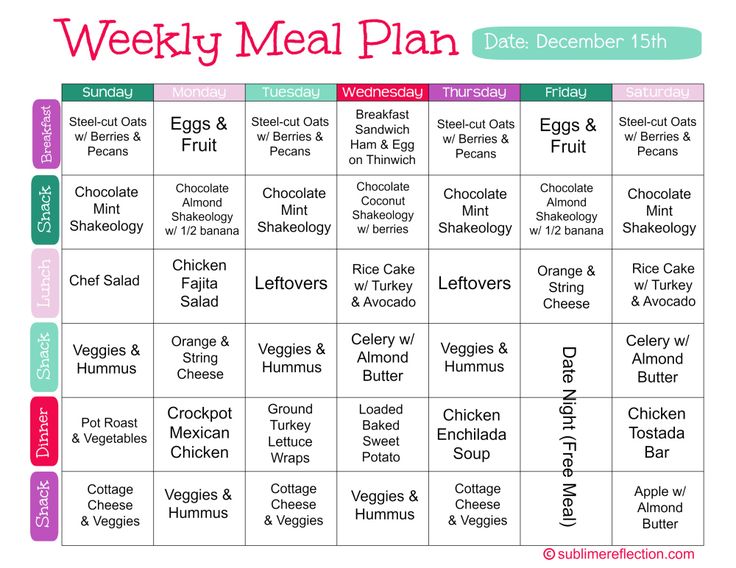 Weekly Meal Plan
Date: December 15th
Sunday Monday Tuesday Wednesday Thursday Friday Saturday
Breakfast
Steel-cut Oats
w/ Berries &
Pecans
Eggs &
Fruit
Steel-cut Oats
w/ Berries &
Pecans
Breakfast
Sandwich
Ham & Egg
on Thinwich
Steel-cut Oats
w/ Berries &
Pecans
Eggs &
Fruit
Steel-cut Oats
w/ Berries &
Pecans
Snack
Chocolate
Mint
Shakeology
Chocolate
Almond
Shakeology
w/ 1/2 banana
Chocolate
Mint
Shakeology
Chocolate
Coconut
Shakeology
w/ berries
Chocolate
Mint
Shakeology
Chocolate
Almond
Shakeology
w/ 1/2 banana
Chocolate
Mint
Shakeology
Lunch
Chef Salad
Chicken
Fajita
Salad
Leftovers
Rice Cake
w/ Turkey
& Avocado
Leftovers
Orange &
String
Cheese
Rice Cake
w/ Turkey
& Avocado
Snack
Veggies &
Hummus
Orange &
String
Cheese
Veggies &
Hummus
Celery w/
Almond
Butter
Veggies &
Hummus
Date Night (Free Meal)
Celery w/
Almond
Butter
Dinner
Pot Roast
& Vegetables
Crockpot
Mexican
Chicken
Ground
Turkey
Lettuce
Wraps
Loaded
Baked
Sweet
Potato
Chicken
Enchilada
Soup
Chicken
Tostada
Bar
Snack
Cottage
Cheese
& Veggies
Veggies &
Hummus
Cottage
Cheese
& Veggies
Veggies &
Hummus
Cottage
Cheese
& Veggies
Apple w/
Almond
Butter
© sublimereflection.com